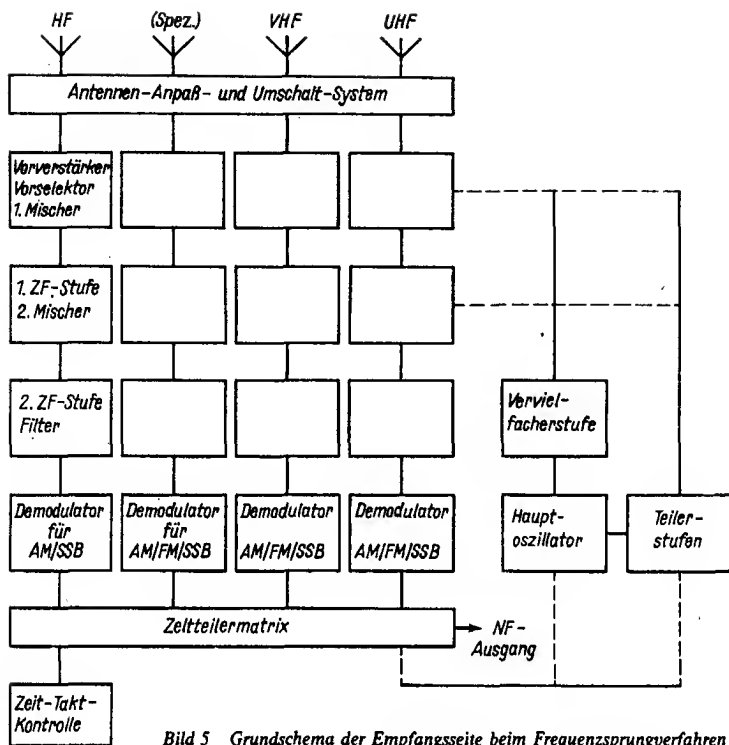 HF (Spez.) VHF UHF
Antennen-Anpaß- und Umschalt-System
Vorverstärker
Vorselektor
1. Mischer
1. ZF-Stufe
2. Mischer
2. ZF-Stufe
Filter
Verviel-
facherstufe
Demodulator
für
AM/SSB
Demodulator
für
AM/FM/SSB
Demodulator
AM/FM/SSB
Demodulator
AM/FM/SSB
Haupt-
oszillator
Teiler-
stufen
Zeitteilermatrix
NF-
Ausgang
Zeit-Takt-
Kontrolle
Bild 5 Grundschema der Empfangsseite beim Frequenzsprungverfahren